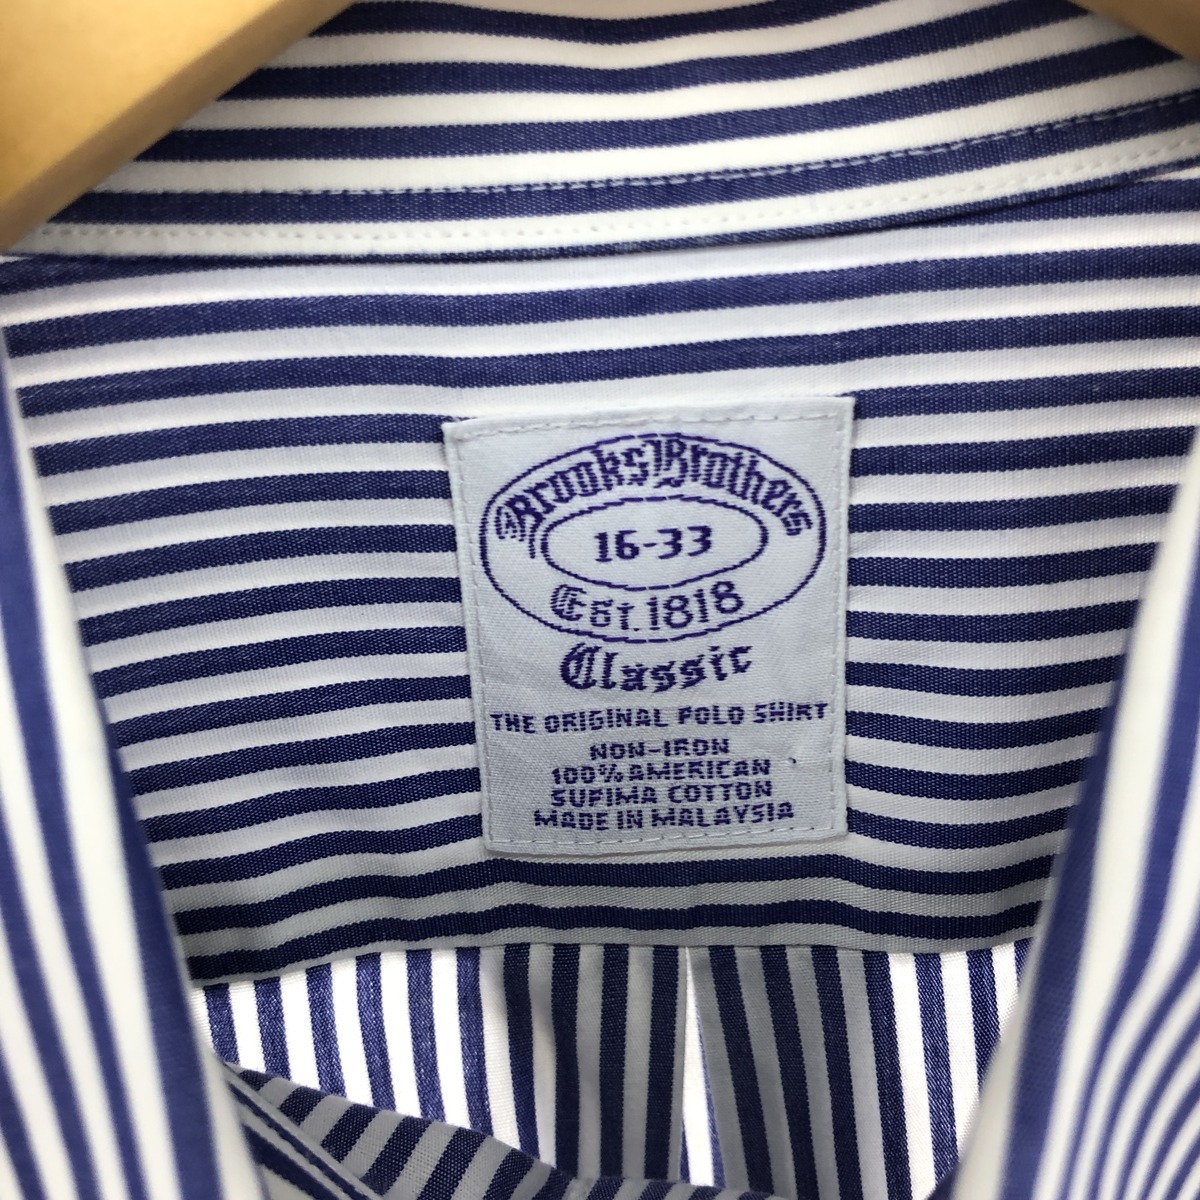 Brooks Brothers
16-33
Est. 1818
Classic
THE ORIGINAL POLO SHIRT
NON-IRON
100% AMERICAN
SUPIMA COTTON
MADE IN MALAYSIA